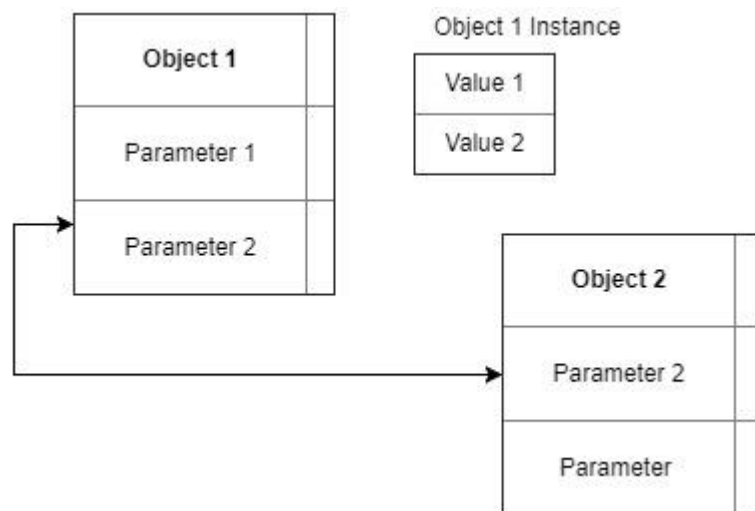 Object 1
Parameter 1
Parameter 2
Object 1 Instance
Value 1
Value 2
Object 2
Parameter 2
Parameter